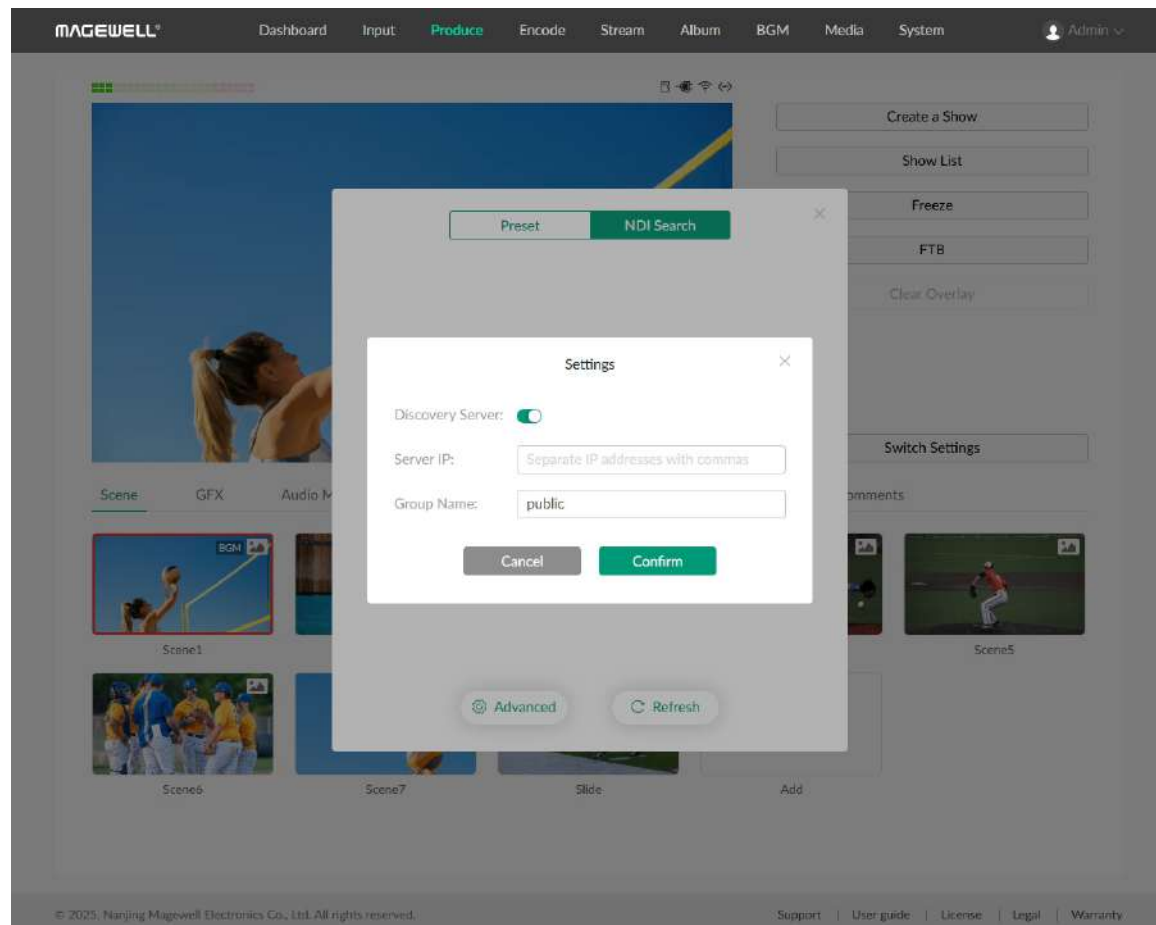 MAGEWELL®
Dashboard Input Produce Encode Stream Album BGM Media System Admin
Create a Show
Show List
Freeze
FTB
Clear Overlay
Switch Settings
Preset NDI Search
Settings
Discovery Server:
Server IP: Separate IP addresses with commas
Group Name: public
Cancel Confirm
Scene GFX Audio M omments
BGM
Scene1 Scene5
Advanced Refresh
Scene6 Scene7 Slide Add
© 2025, Nanjing Magewell Electronics Co., Ltd. All rights reserved. Support | User guide | License | Legal | Warranty